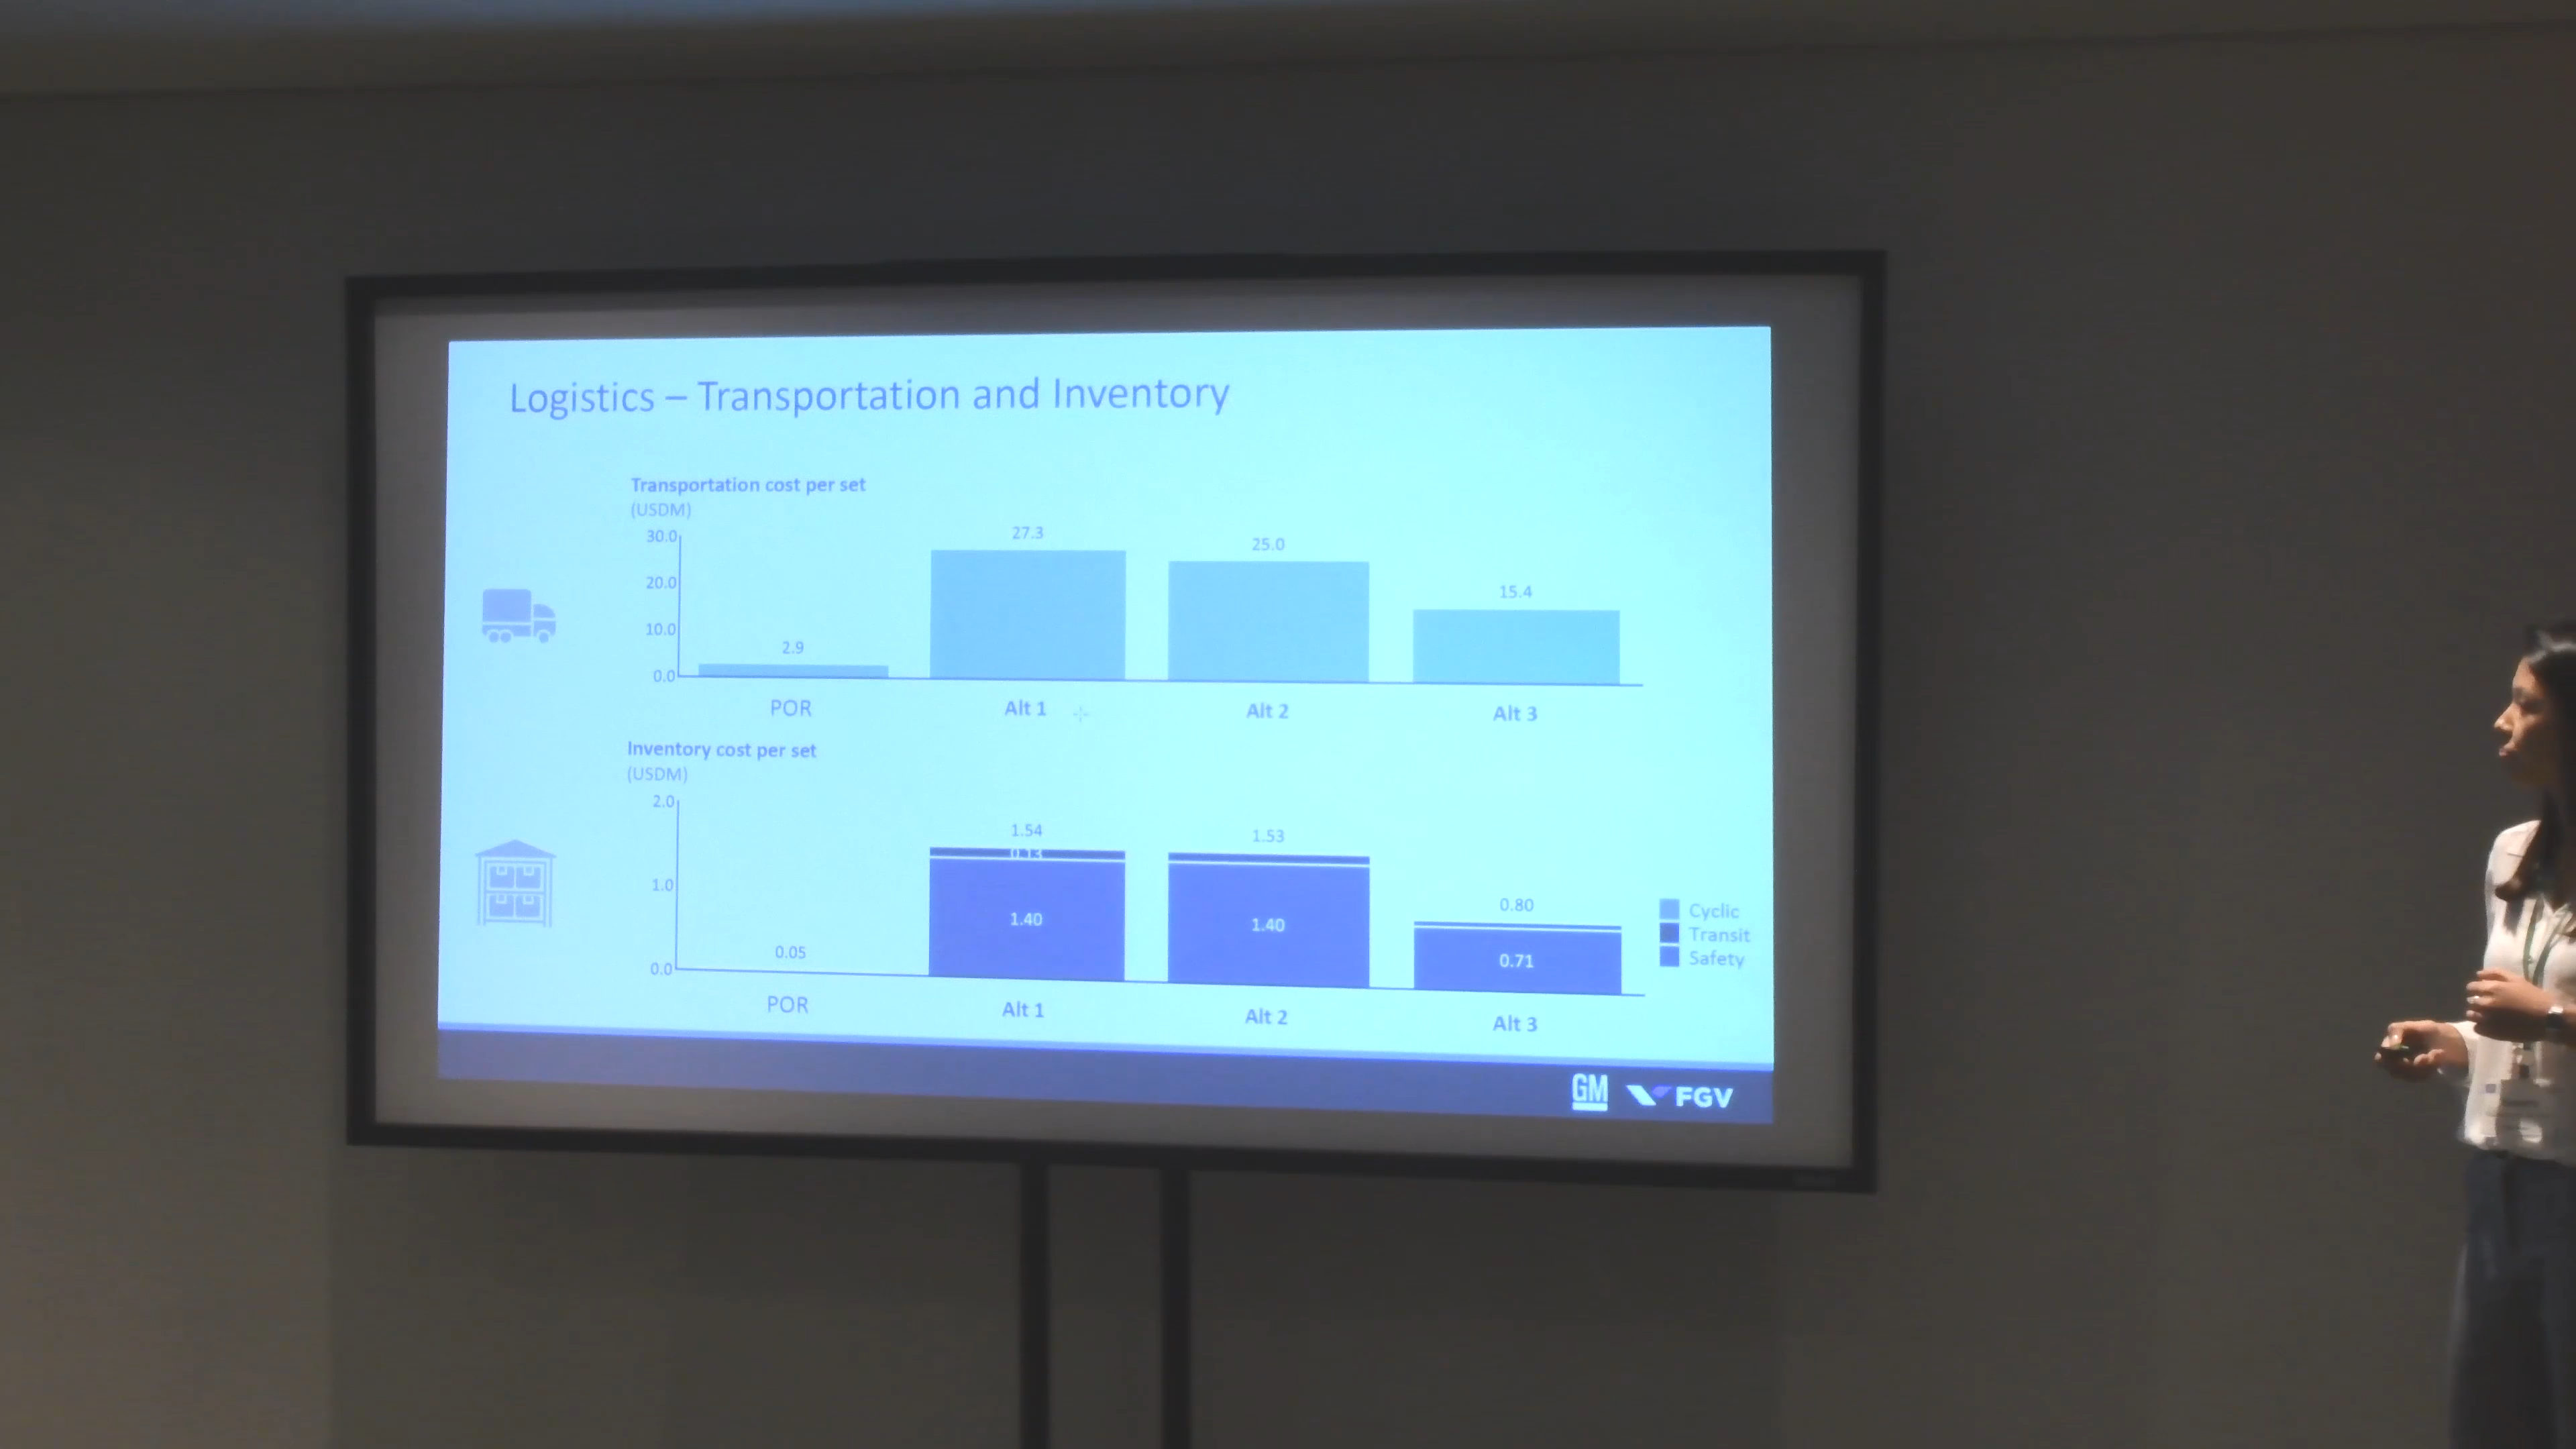 Logistics – Transportation and Inventory
Transportation cost per set
(USDM)
30.0
20.0
10.0
0.0
2.9
27.3
25.0
15.4
POR
Alt 1
Alt 2
Alt 3
Inventory cost per set
(USDM)
2.0
1.0
0.0
0.05
1.54
0.13
1.40
1.53
1.40
0.80
0.71
POR
Alt 1
Alt 2
Alt 3
Cyclic
Transit
Safety
GM
FGV